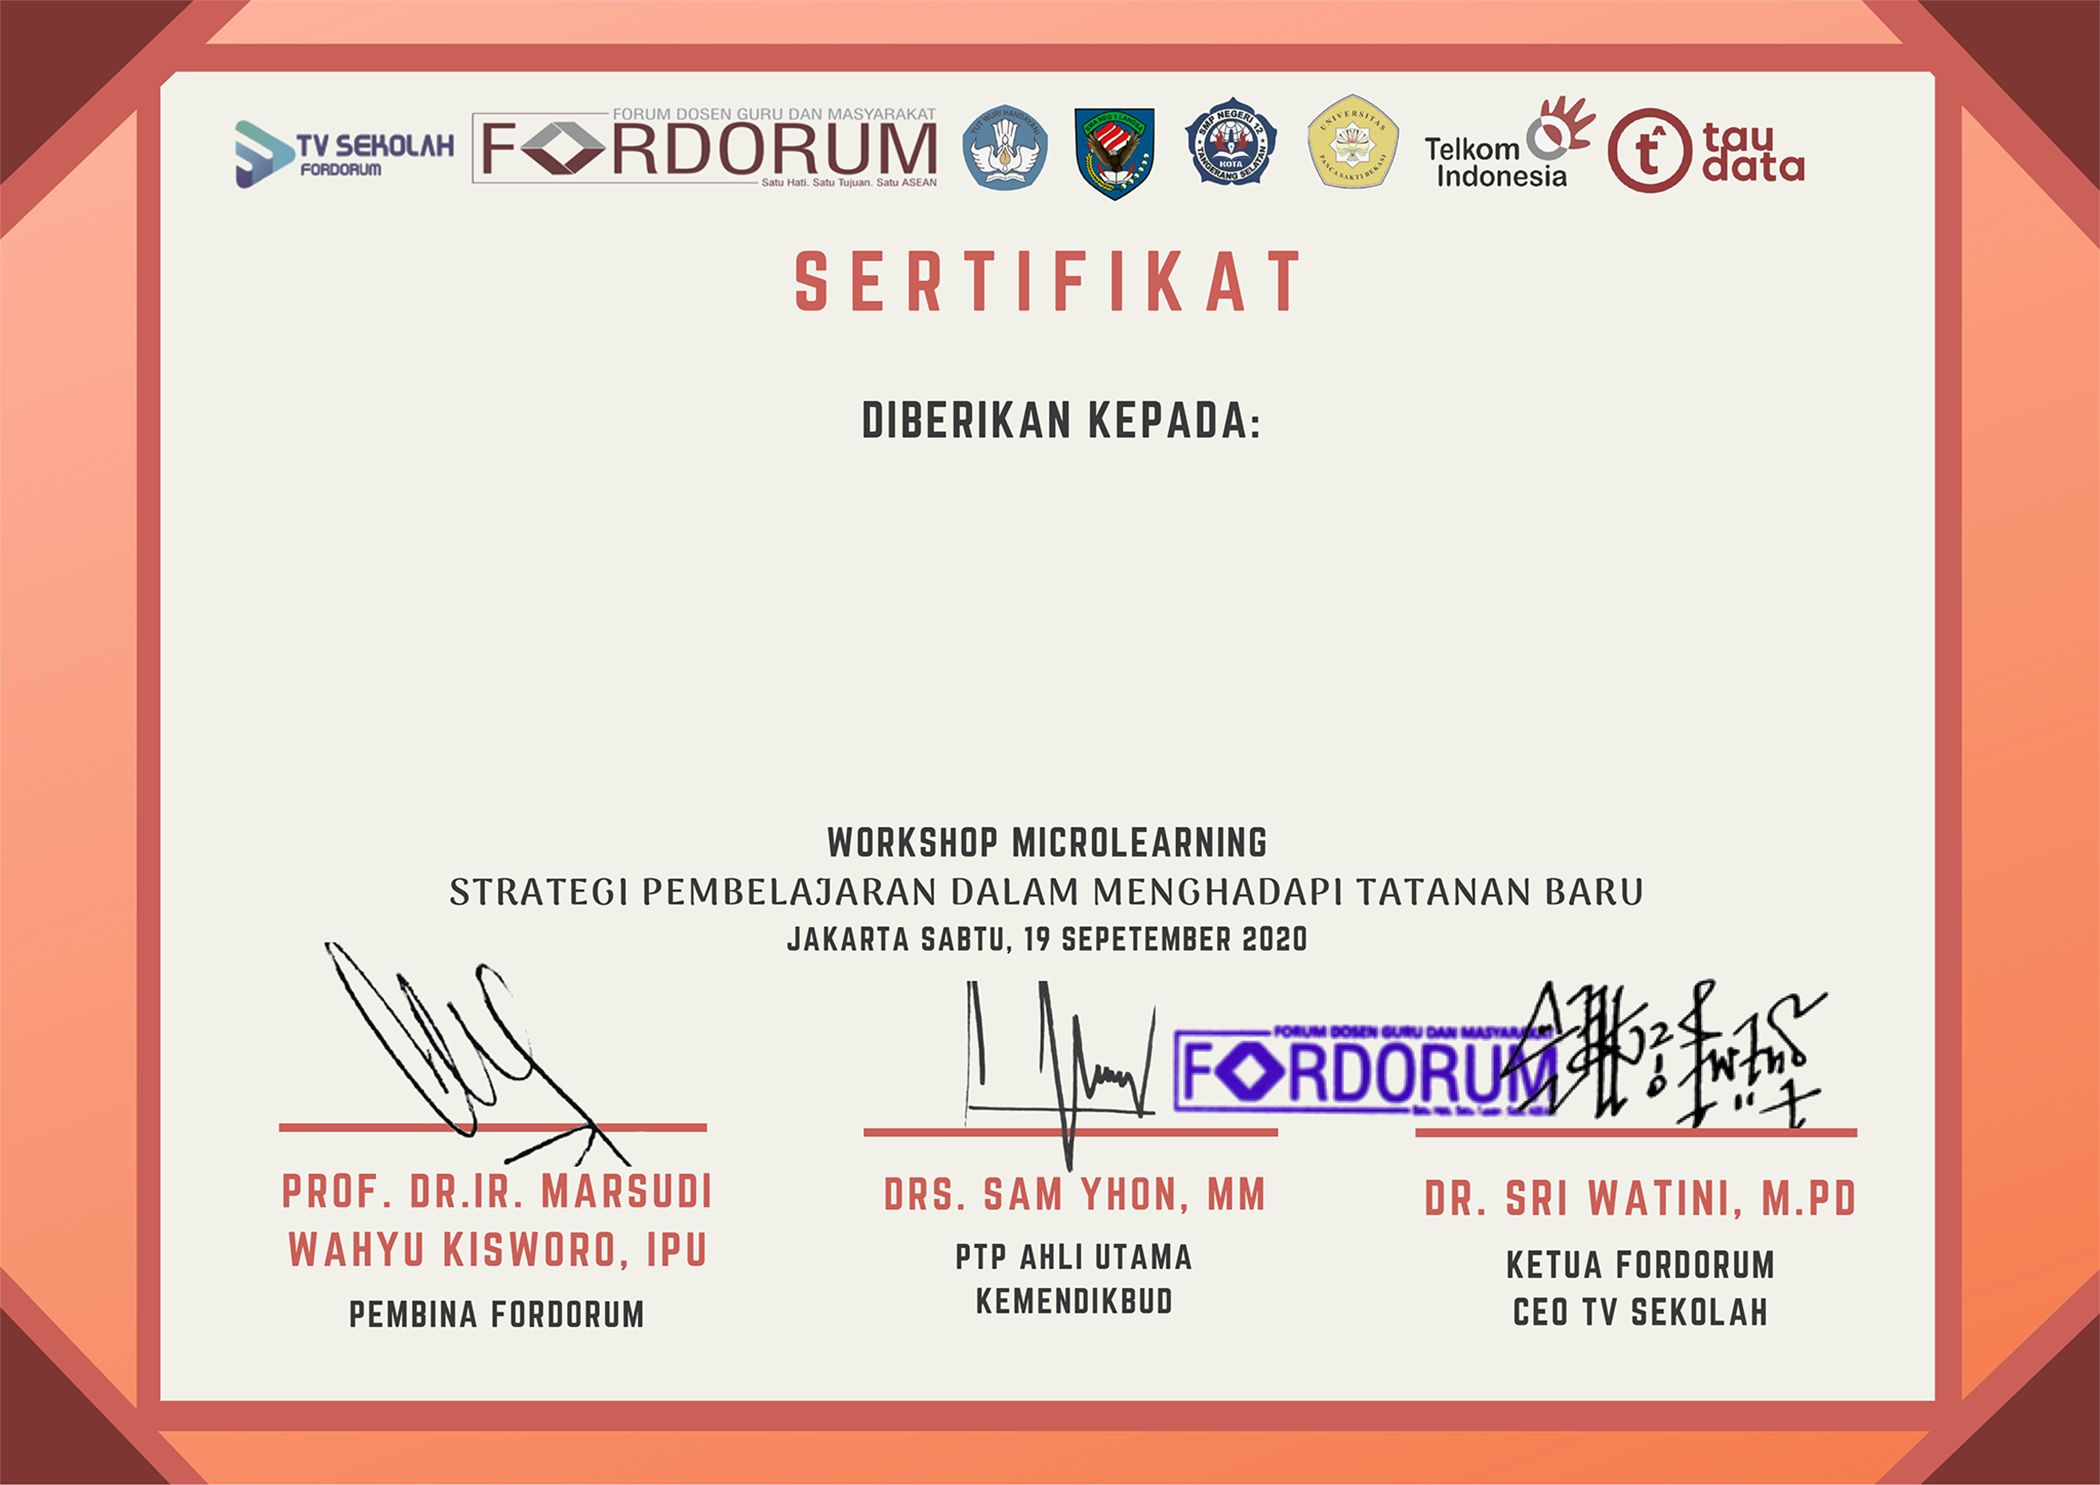 TV SEKOLAH
FORDORUM
FORUM DOSEN GURU DAN MASYARAKAT
FORDORUM
Satu Hati. Satu Tujuan. Satu ASEAN
TUT WURI HANDAYANI
SMP NEGERI 12
KOTA
TANGERANG SELATAN
UNIVERSITAS
PANCA SAKTI BEKASI
Telkom
Indonesia
tau
data
SERTIFIKAT
DIBERIKAN KEPADA:
WORKSHOP MICROLEARNING
STRATEGI PEMBELAJARAN DALAM MENGHADAPI TATANAN BARU
JAKARTA SABTU, 19 SEPETEMBER 2020
FORUM DOSEN GURU DAN MASYARAKAT
FORDORUM
PROF. DR.IR. MARSUDI
WAHYU KISWORO, IPU
PEMBINA FORDORUM
DRS. SAM YHON, MM
PTP AHLI UTAMA
KEMENDIKBUD
DR. SRI WATINI, M.PD
KETUA FORDORUM
CEO TV SEKOLAH